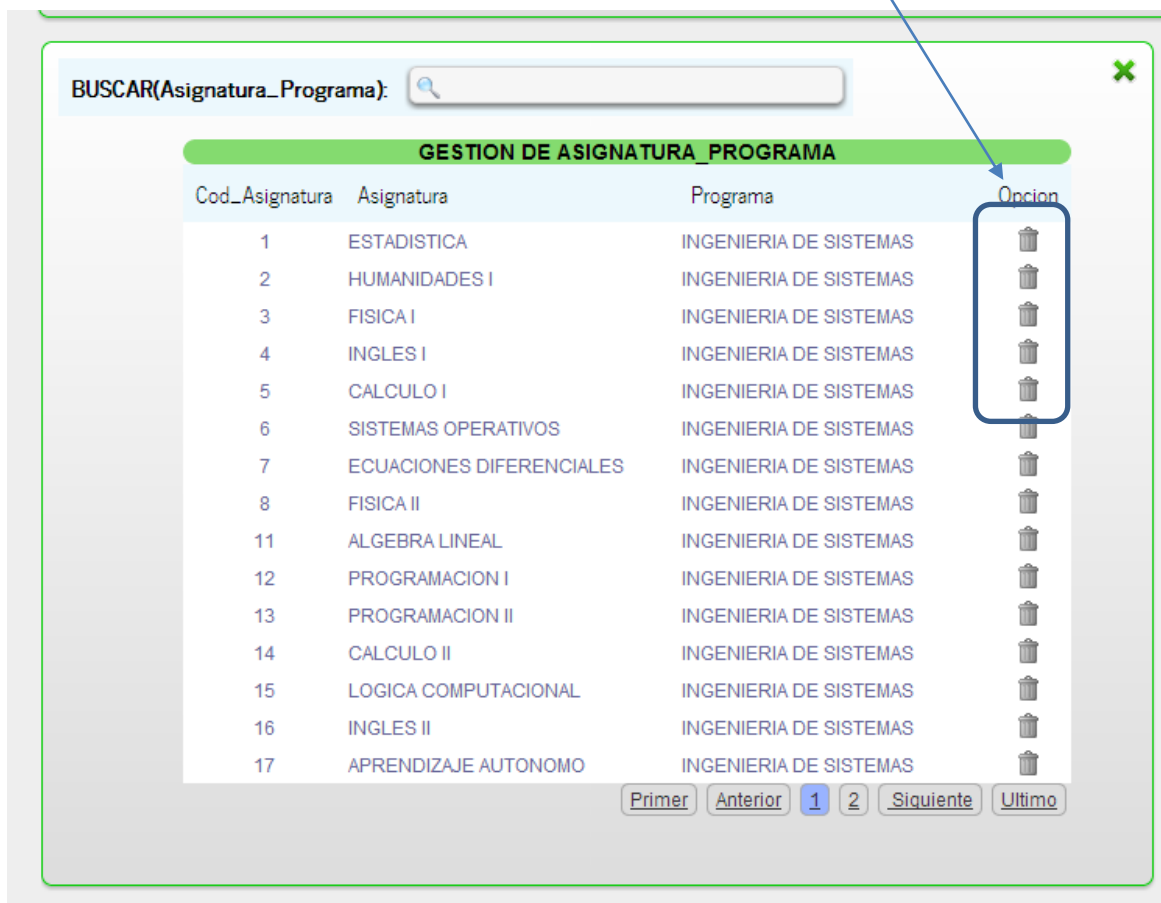 BUSCAR(Asignatura_Programa):
GESTION DE ASIGNATURA_PROGRAMA
Cod_Asignatura Asignatura Programa Opcion
1 ESTADISTICA INGENIERIA DE SISTEMAS
2 HUMANIDADES I INGENIERIA DE SISTEMAS
3 FISICA I INGENIERIA DE SISTEMAS
4 INGLES I INGENIERIA DE SISTEMAS
5 CALCULO I INGENIERIA DE SISTEMAS
6 SISTEMAS OPERATIVOS INGENIERIA DE SISTEMAS
7 ECUACIONES DIFERENCIALES INGENIERIA DE SISTEMAS
8 FISICA II INGENIERIA DE SISTEMAS
11 ALGEBRA LINEAL INGENIERIA DE SISTEMAS
12 PROGRAMACION I INGENIERIA DE SISTEMAS
13 PROGRAMACION II INGENIERIA DE SISTEMAS
14 CALCULO II INGENIERIA DE SISTEMAS
15 LOGICA COMPUTACIONAL INGENIERIA DE SISTEMAS
16 INGLES II INGENIERIA DE SISTEMAS
17 APRENDIZAJE AUTONOMO INGENIERIA DE SISTEMAS
Primer Anterior 1 2 Siguiente Ultimo